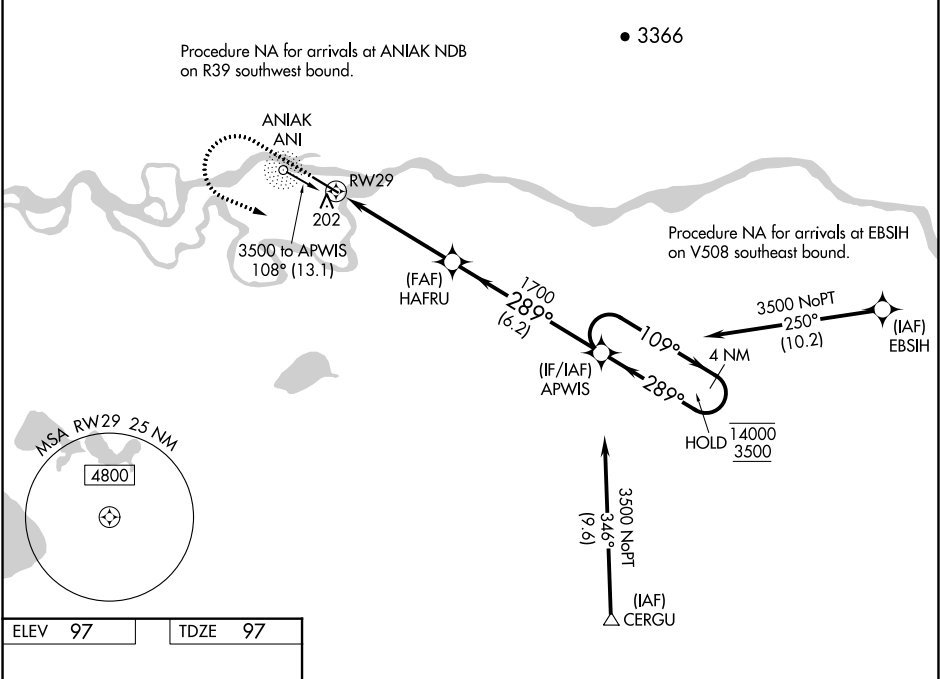 3366
Procedure NA for arrivals at ANIAK NDB
on R39 southwest bound.
ANIAK
ANI
RW29
202
3500 to APWIS
108° (13.1)
Procedure NA for arrivals at EBSIH
on V508 southeast bound.
(FAF)
HAFRU
1700
289°
(6.2)
3500 NoPT
250°
(10.2)
(IAF)
EBSIH
109°
4 NM
(IF/IAF)
APWIS
289°
HOLD
14000
3500
MSA RW29 25 NM
4800
3500 NoPT
346°
(9.6)
(IAF)
CERGU
ELEV 97
TDZE 97